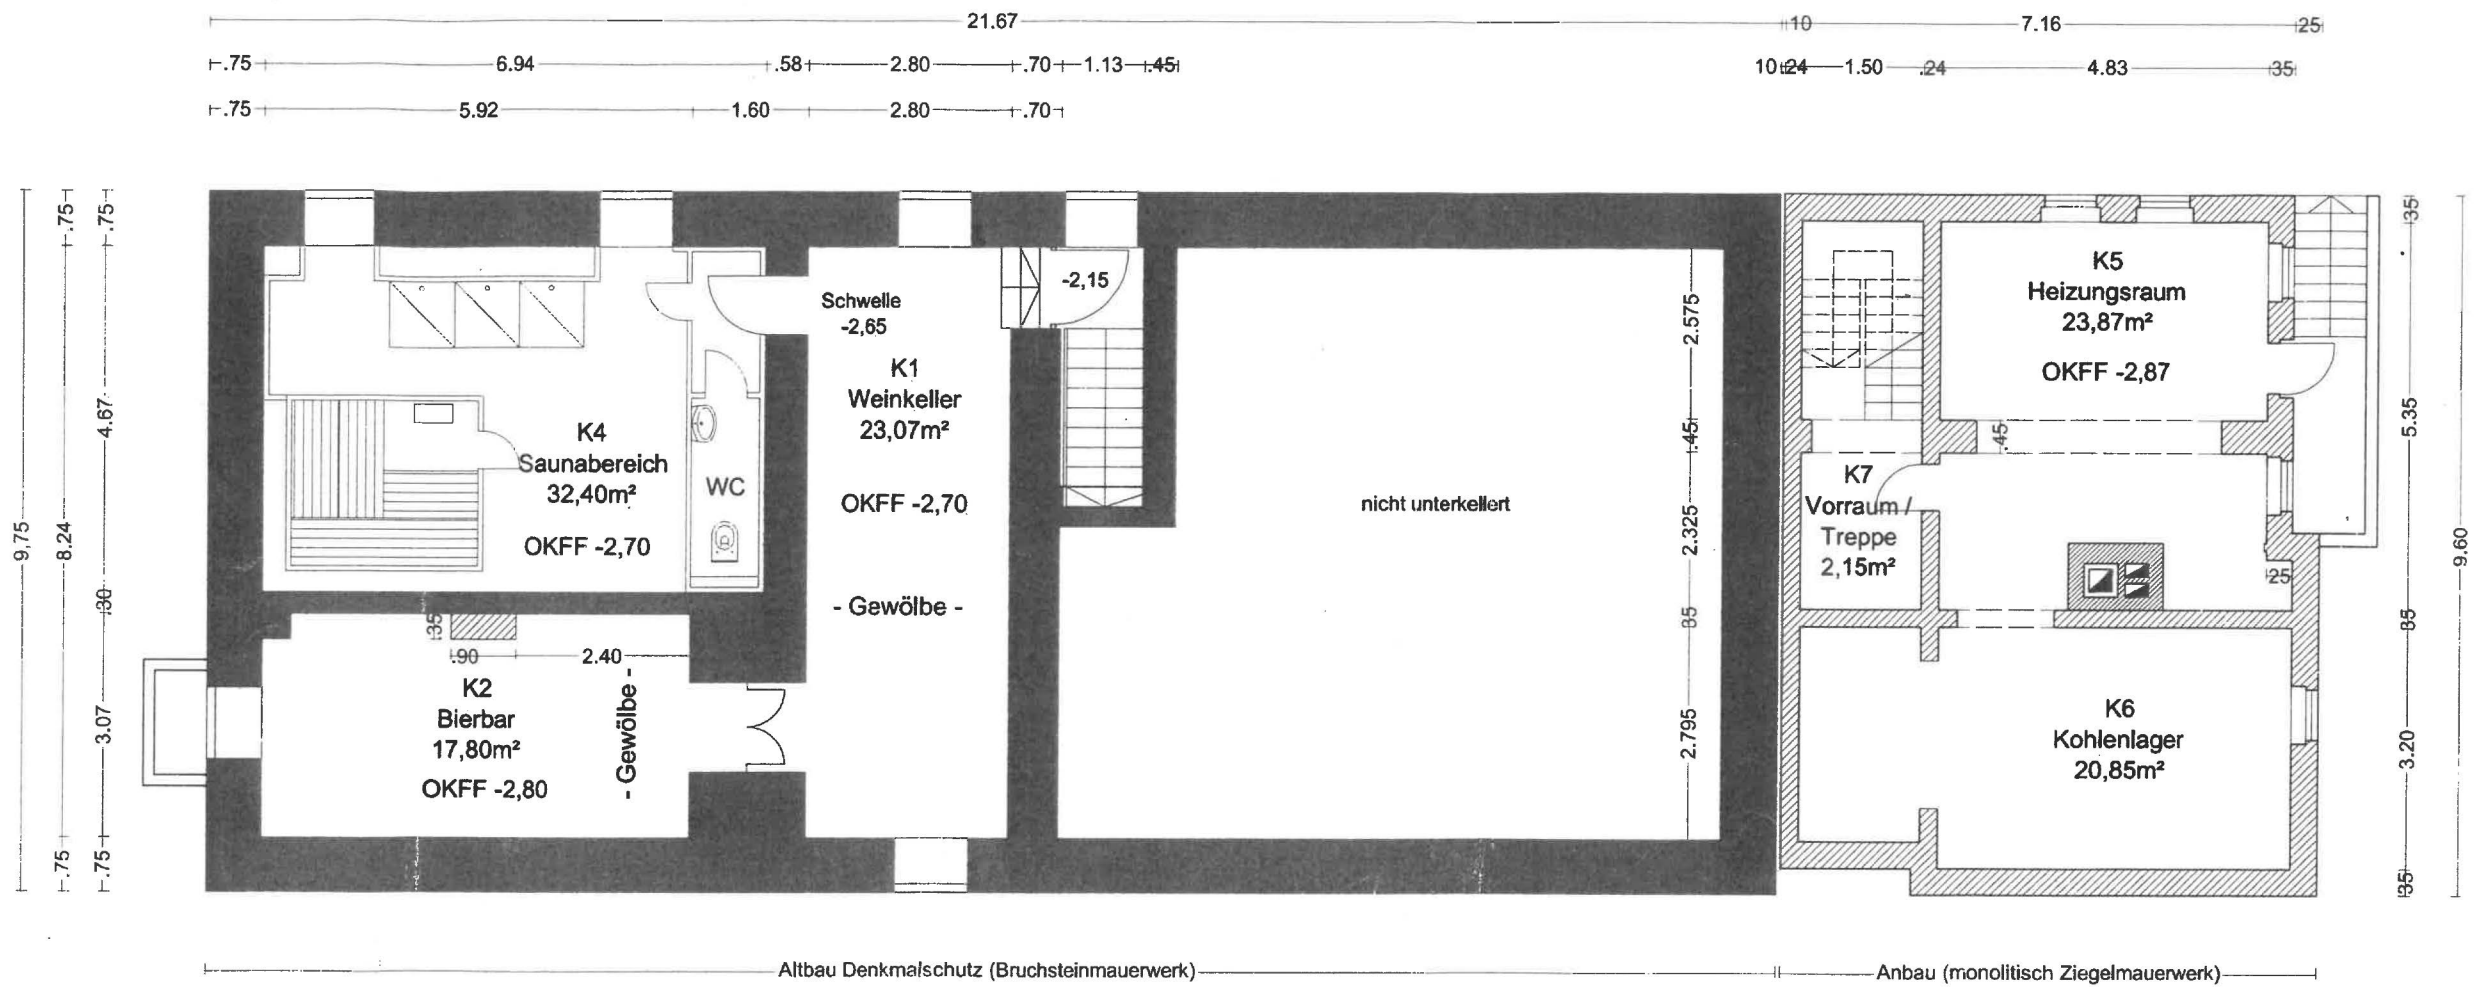 21.67
10
7.16
25
.75
6.94
.58
2.80
.70
1.13
.45
10
24
1.50
.24
4.83
35
.75
5.92
1.60
2.80
.70
9,75
.75
8.24
.75
.75
4.67
30
3.07
.75
Schwelle
-2,65
-2,15
K1
Weinkeller
23,07m²
OKFF -2,70
- Gewölbe -
K4
Saunabereich
32,40m²
OKFF -2,70
WC
35
.90
2.40
K2
Bierbar
17,80m²
OKFF -2,80
- Gewölbe -
nicht unterkellert
2.575
.45
2.325
35
2.795
K5
Heizungsraum
23,87m²
OKFF -2,87
.45
K7
Vorraum /
Treppe
2,15m²
25
K6
Kohlenlager
20,85m²
35
5.35
35
3.20
35
9.60
Altbau Denkmalschutz (Bruchsteinmauerwerk)
Anbau (monolitisch Ziegelmauerwerk)